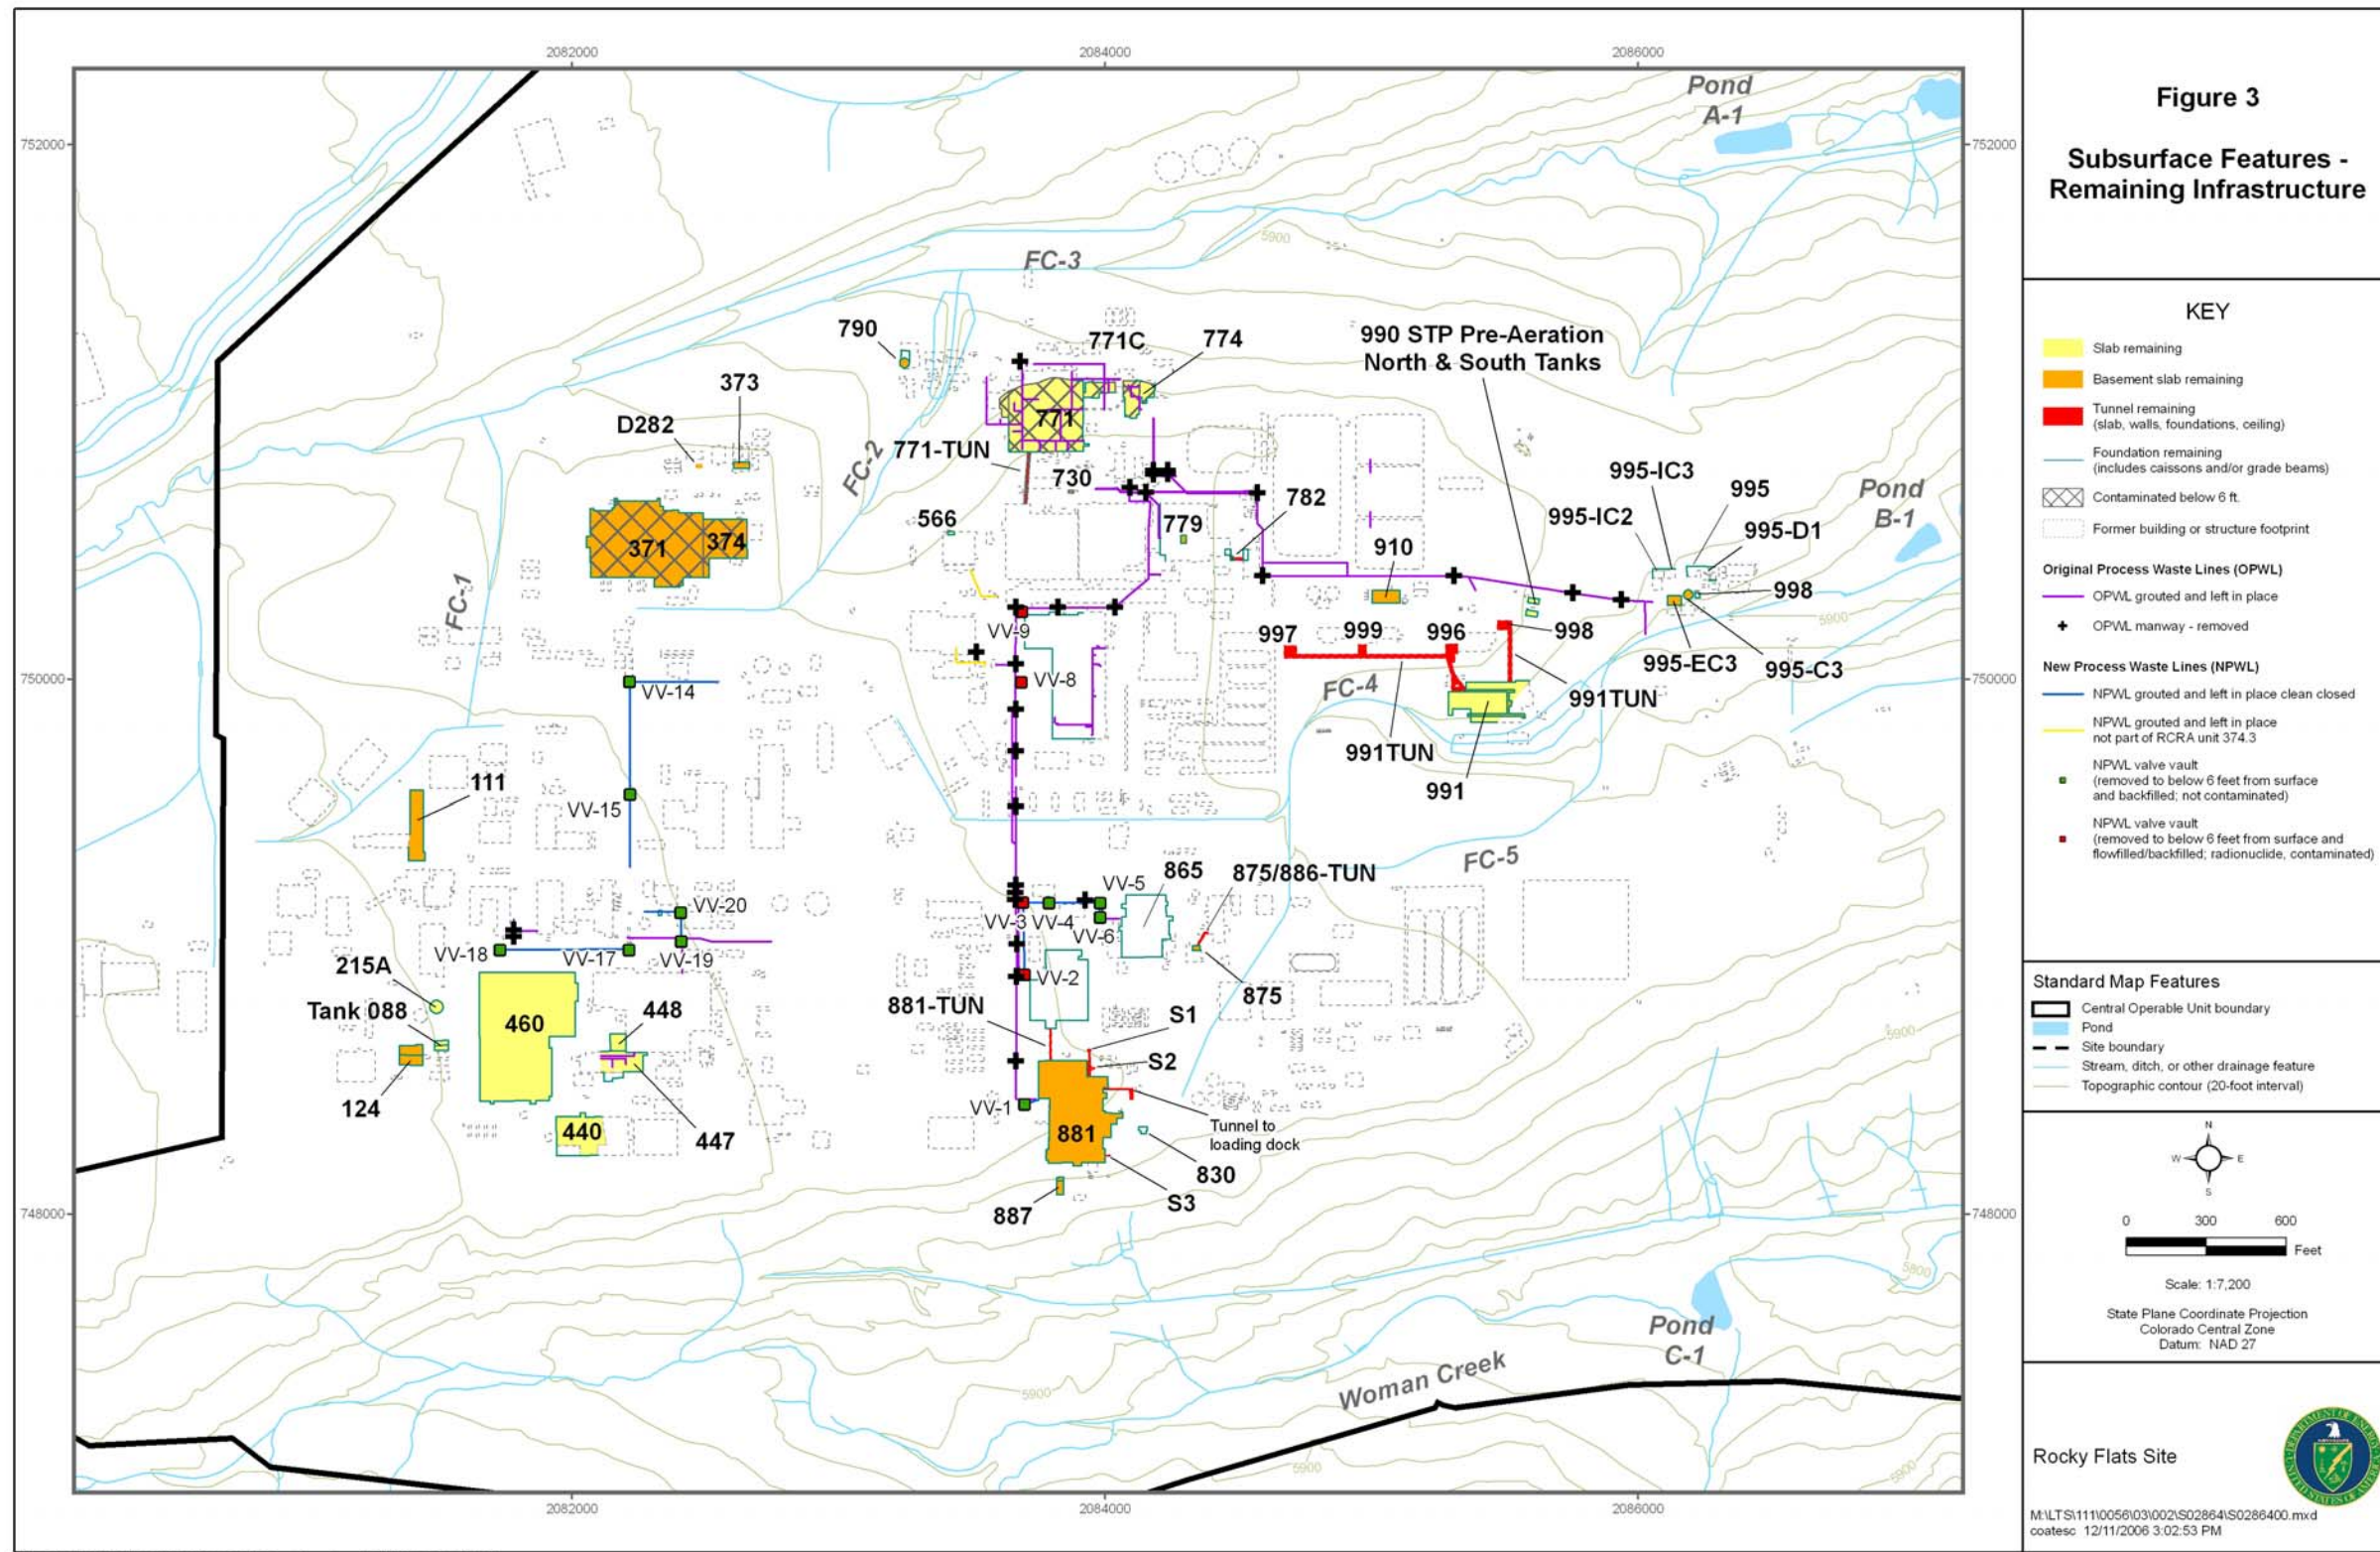 2082000
2084000
2086000
752000
752000
750000
750000
748000
748000
2082000
2084000
2086000
Pond
A-1
5900
FC-3
790
771C
774
990 STP Pre-Aeration
North & South Tanks
373
D282
771
771-TUN
FC-2
730
782
995-IC3
995
Pond
B-1
995-IC2
995-D1
566
779
371
374
910
FC-1
998
5900
VV-9
997
999
996
998
995-EC3
995-C3
VV-14
VV-8
FC-4
991TUN
991TUN
991
111
VV-15
FC-5
865
875/886-TUN
VV-5
VV-20
VV-3
VV-4
VV-6
VV-18
VV-17
VV-19
215A
VV-2
875
Tank 088
881-TUN
S1
460
448
5900
S2
124
VV-1
Tunnel to
loading dock
440
447
881
830
887
S3
5800
Pond
C-1
Woman Creek
5900
5900
5900
Figure 3
Subsurface Features -
Remaining Infrastructure
KEY
Slab remaining
Basement slab remaining
Tunnel remaining
(slab, walls, foundations, ceiling)
Foundation remaining
(includes caissons and/or grade beams)
Contaminated below 6 ft.
Former building or structure footprint
Original Process Waste Lines (OPWL)
OPWL grouted and left in place
OPWL manway - removed
New Process Waste Lines (NPWL)
NPWL grouted and left in place clean closed
NPWL grouted and left in place
not part of RCRA unit 374.3
NPWL valve vault
(removed to below 6 feet from surface
and backfilled; not contaminated)
NPWL valve vault
(removed to below 6 feet from surface and
flowfilled/backfilled; radionuclide, contaminated)
Standard Map Features
Central Operable Unit boundary
Pond
Site boundary
Stream, ditch, or other drainage feature
Topographic contour (20-foot interval)
N
W
E
S
0
300
600
Feet
Scale: 1:7,200
State Plane Coordinate Projection
Colorado Central Zone
Datum: NAD 27
Rocky Flats Site
M:\LTS\111\0056\03\002\S02864\S0286400.mxd
coatesc 12/11/2006 3:02:53 PM